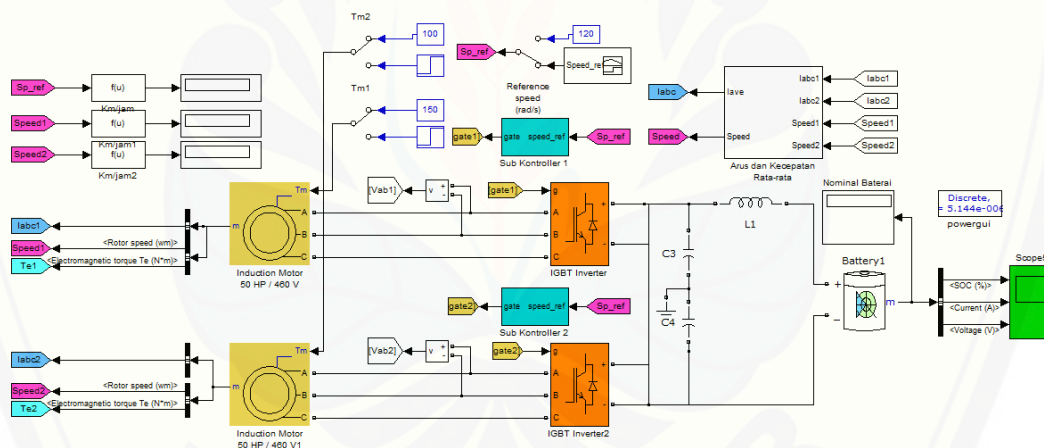 Tm2
100
120
Sp_ref
Speed_ref
Reference
speed
(rad/s)
Tm1
150
Sp_ref
f(u)
Km/jam
Speed1
f(u)
Km/jam1
Speed2
f(u)
Km/jam2
gate1
gate
speed_ref
Sp_ref
Sub Kontroller 1
Iabc
Iave
Speed
Speed
Iabc1
Iabc2
Speed1
Speed2
Iabc1
Iabc2
Speed1
Speed2
Arus dan Kecepatan
Rata-rata
Nominal Baterai
Discrete,
powergui
Iabc1
Speed1
<Rotor speed (wm)>
Te1
<Electromagnetic torque Te (N*m)>
m
Tm
A
B
C
Induction Motor
50 HP / 460 V
[Vab1]
v
+
-
[gate1]
g
A
B
C
+
-
IGBT Inverter
L1
C3
C4
Battery1
+
_
m
<SOC (%)>
<Current (A)>
<Voltage (V)>
gate2
gate
speed_ref
Sp_ref
Sub Kontroller 2
Iabc2
Speed2
<Rotor speed (wm)>
Te2
<Electromagnetic torque Te (N*m)>
m
Tm
A
B
C
Induction Motor
50 HP / 460 V1
[Vab2]
v
+
-
gate2]
g
A
B
C
+
-
IGBT Inverter2